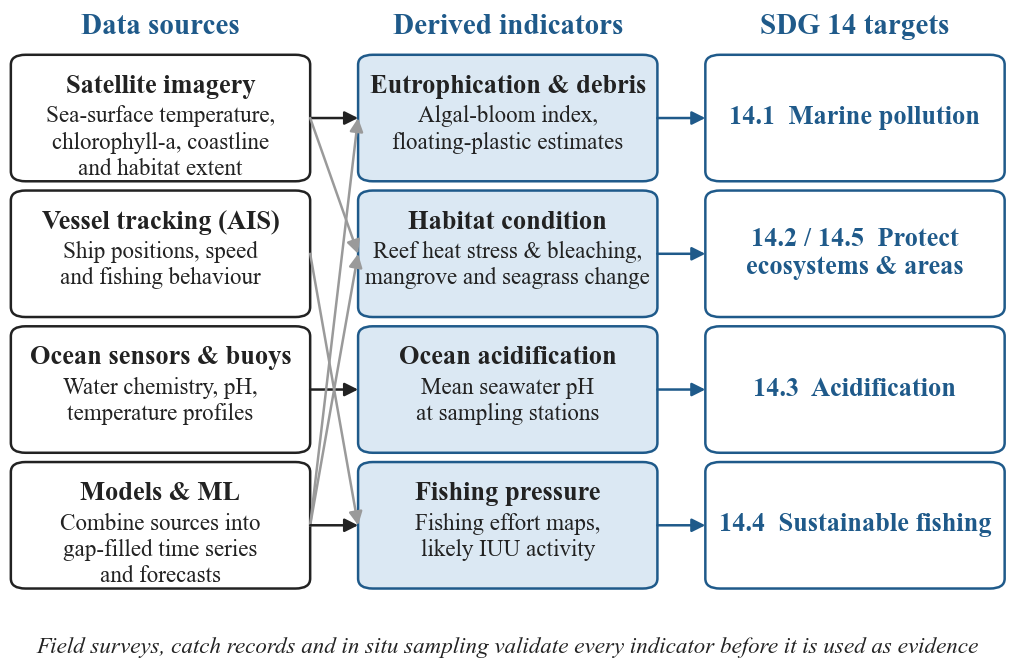 Data sources
Derived indicators
SDG 14 targets
Satellite imagery
Sea-surface temperature,
chlorophyll-a, coastline
and habitat extent
Eutrophication & debris
Algal-bloom index,
floating-plastic estimates
14.1 Marine pollution
Vessel tracking (AIS)
Ship positions, speed
and fishing behaviour
Habitat condition
Reef heat stress & bleaching,
mangrove and seagrass change
14.2 / 14.5 Protect
ecosystems & areas
Ocean sensors & buoys
Water chemistry, pH,
temperature profiles
Ocean acidification
Mean seawater pH
at sampling stations
14.3 Acidification
Models & ML
Combine sources into
gap-filled time series
and forecasts
Fishing pressure
Fishing effort maps,
likely IUU activity
14.4 Sustainable fishing
Field surveys, catch records and in situ sampling validate every indicator before it is used as evidence